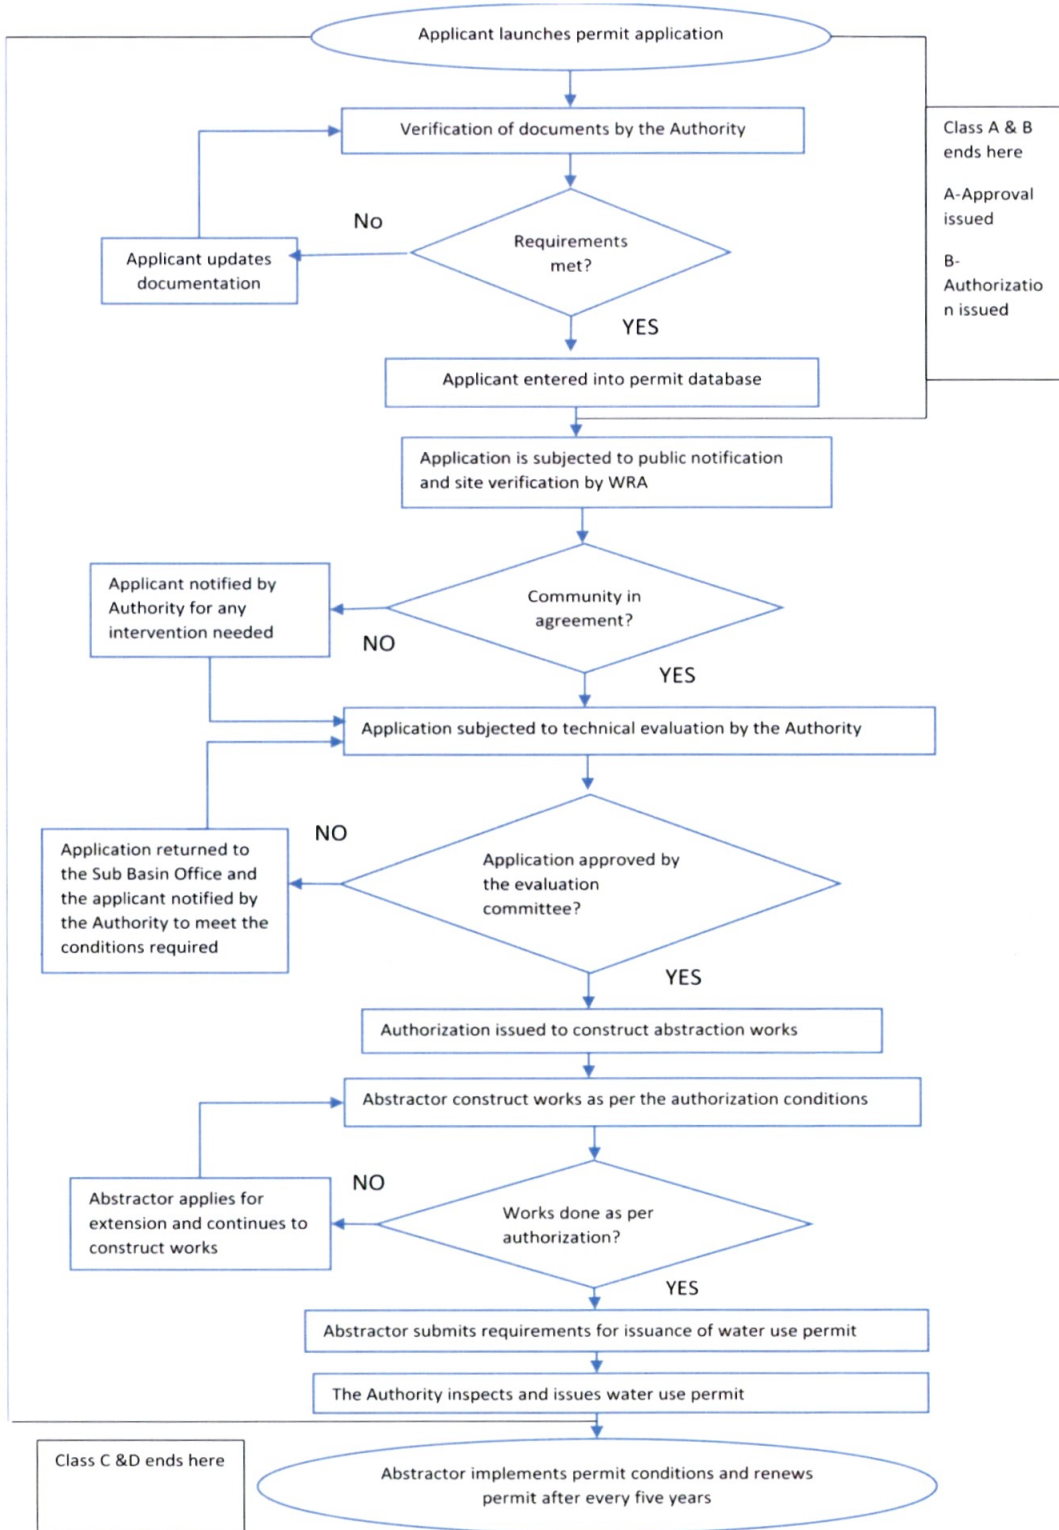 Applicant launches permit application
Verification of documents by the Authority
Class A & B
ends here
A-Approval
issued
B-
Authorizatio
n issued
No
Requirements
met?
Applicant updates
documentation
YES
Applicant entered into permit database
Application is subjected to public notification
and site verification by WRA
Applicant notified by
Authority for any
intervention needed
Community in
agreement?
NO
YES
Application subjected to technical evaluation by the Authority
NO
Application returned to
the Sub Basin Office and
the applicant notified by
the Authority to meet the
conditions required
Application approved by
the evaluation
committee?
YES
Authorization issued to construct abstraction works
Abstractor construct works as per the authorization conditions
NO
Abstractor applies for
extension and continues to
construct works
Works done as per
authorization?
YES
Abstractor submits requirements for issuance of water use permit
The Authority inspects and issues water use permit
Class C &D ends here
Abstractor implements permit conditions and renews
permit after every five years